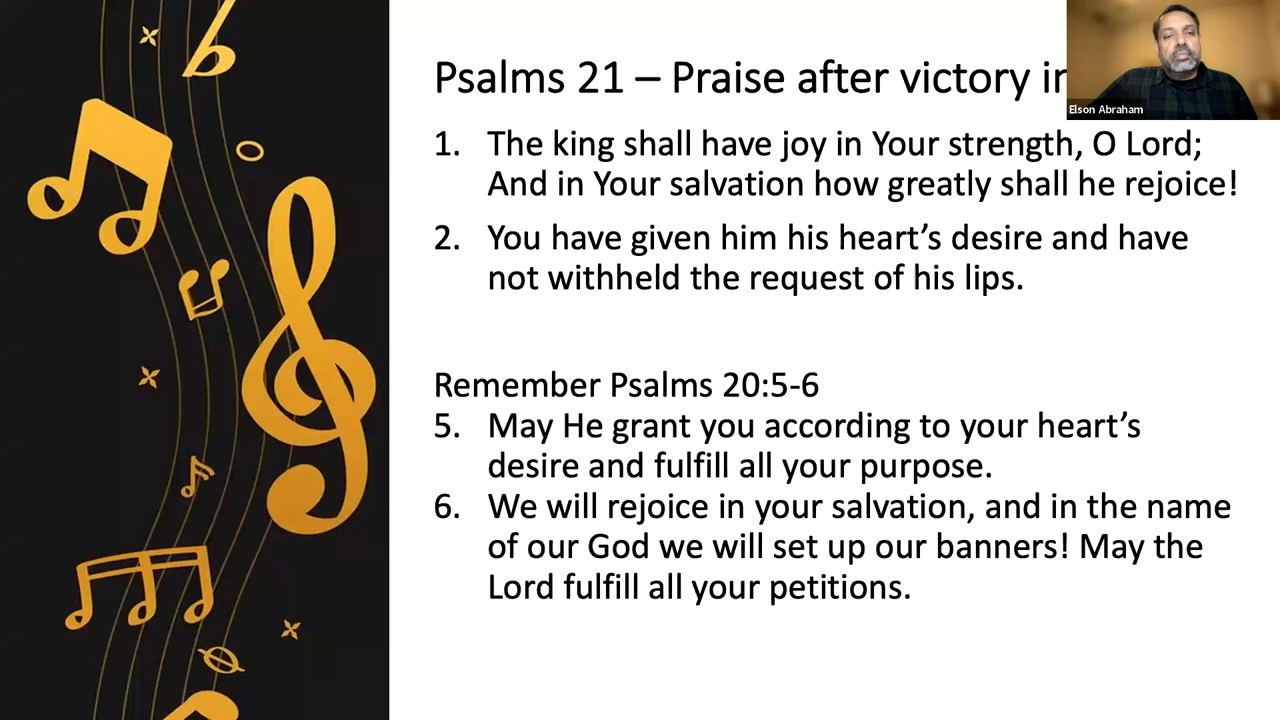 Psalms 21 – Praise after victory
Elson Abraham
1. The king shall have joy in Your strength, O Lord;
And in Your salvation how greatly shall he rejoice!
2. You have given him his heart’s desire and have
not withheld the request of his lips.
Remember Psalms 20:5-6
5. May He grant you according to your heart’s
desire and fulfill all your purpose.
6. We will rejoice in your salvation, and in the name
of our God we will set up our banners! May the
Lord fulfill all your petitions.